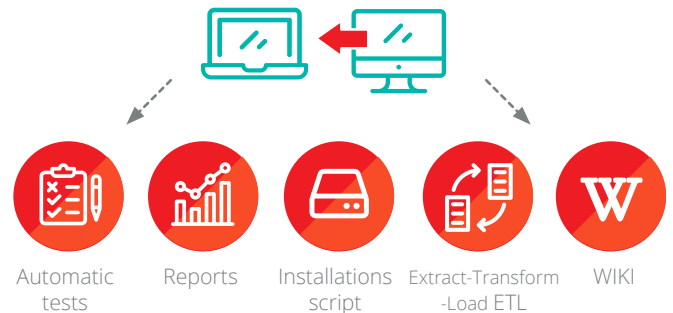 W
Automatic
tests
Reports
Installations
script
Extract-Transform
-Load ETL
WIKI